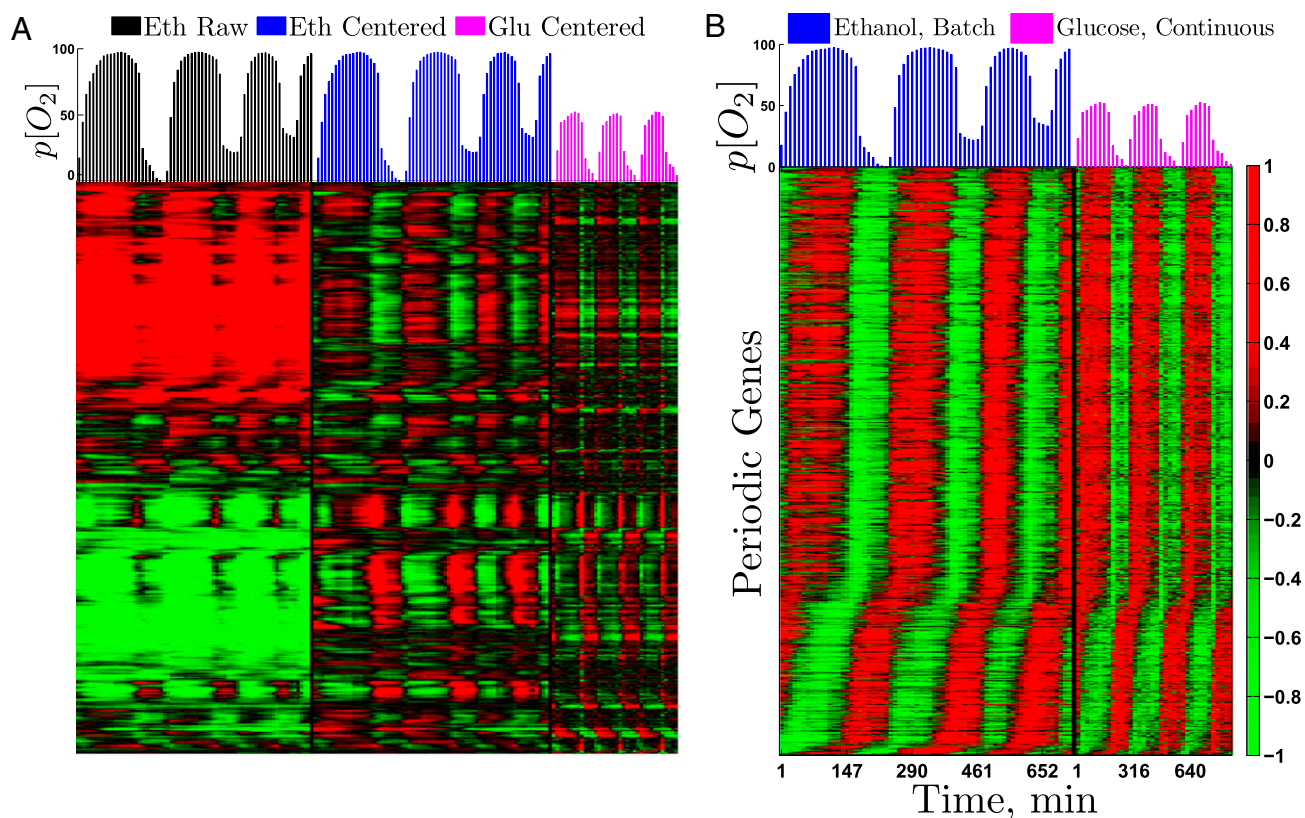 A
Eth Raw Eth Centered Glu Centered
100
50
0
p[O2]
B
Ethanol, Batch Glucose, Continuous
100
50
0
p[O2]
Periodic Genes
1
0.8
0.6
0.4
0.2
0
−0.2
−0.4
−0.6
−0.8
−1
1 147 290 461 652 1 316 640
Time, min